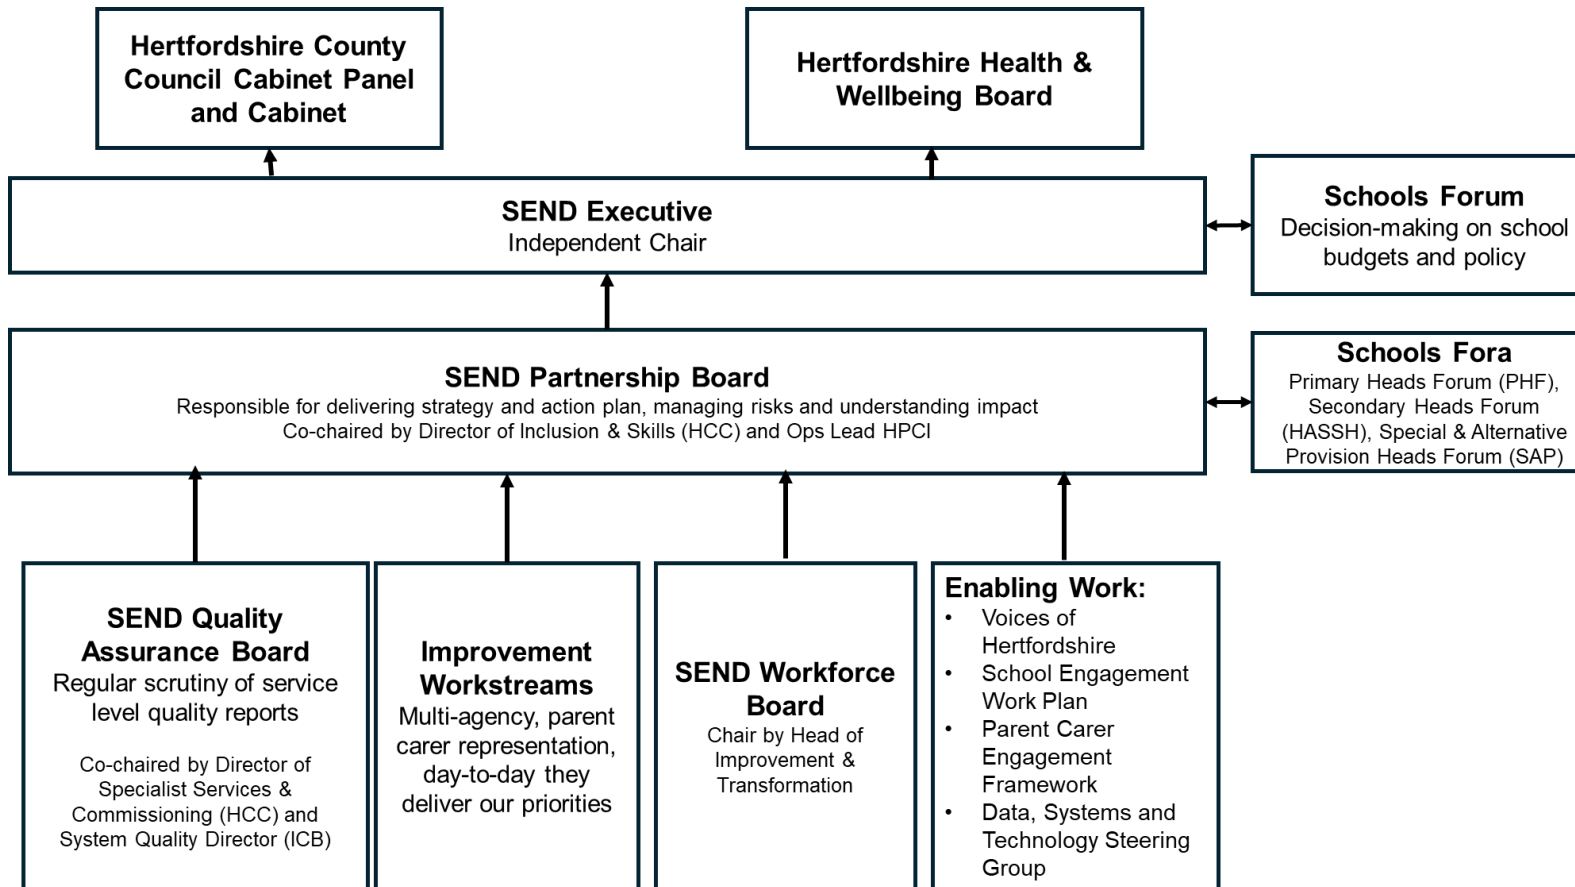 Hertfordshire County
Council Cabinet Panel
and Cabinet
Hertfordshire Health &
Wellbeing Board
SEND Executive
Independent Chair
Schools Forum
Decision-making on school
budgets and policy
SEND Partnership Board
Responsible for delivering strategy and action plan, managing risks and understanding impact
Co-chaired by Director of Inclusion & Skills (HCC) and Ops Lead HPCI
Schools Fora
Primary Heads Forum (PHF),
Secondary Heads Forum
(HASSH), Special & Alternative
Provision Heads Forum (SAP)
SEND Quality
Assurance Board
Regular scrutiny of service
level quality reports
Co-chaired by Director of
Specialist Services &
Commissioning (HCC) and
System Quality Director (ICB)
Improvement
Workstreams
Multi-agency, parent
carer representation,
day-to-day they
deliver our priorities
SEND Workforce
Board
Chair by Head of
Improvement &
Transformation
Enabling Work:
• Voices of
Hertfordshire
• School Engagement
Work Plan
• Parent Carer
Engagement
Framework
• Data, Systems and
Technology Steering
Group